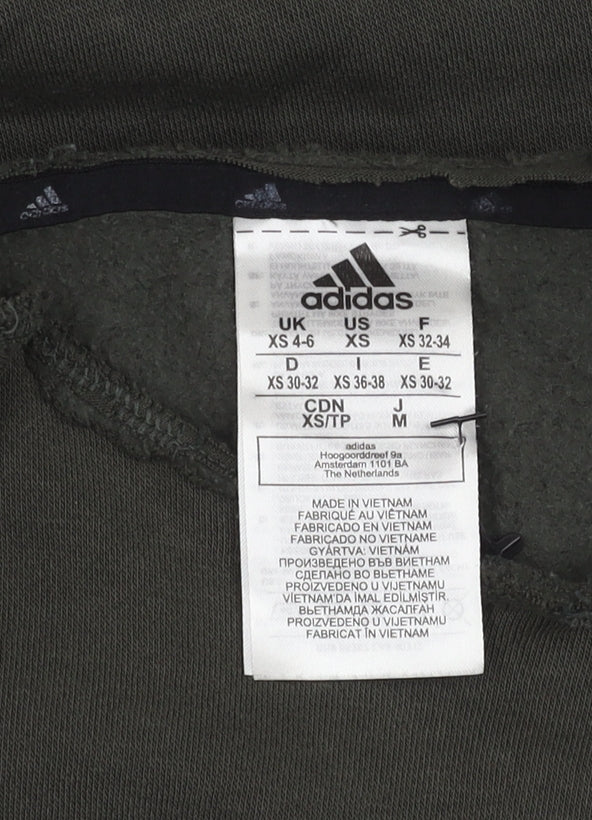 adidas
UK US F
XS 4-6 XS XS 32-34
D I E
XS 30-32 XS 36-38 XS 30-32
CDN J
XS/TP M
adidas
Hoogoorddreef 9a
Amsterdam 1101 BA
The Netherlands
MADE IN VIETNAM
FABRIQUÉ AU VIÊTNAM
FABRICADO EN VIETNAM
FABRICADO NO VIETNAME
GYÁRTVA: VIETNÁM
ПРОИЗВЕДЕНО ВЪВ ВИЕТНАМ
СДЕЛАНО ВО ВЬЕТНАМЕ
PROIZVEDENO U VIJETNAMU
VİETNAM'DA İMAL EDİLMİŞTİR.
ВЬЕТНАМДА ЖАСАЛҒАН
PROIZVEDENO U VIJETNAMU
FABRICAT ÎN VIETNAM